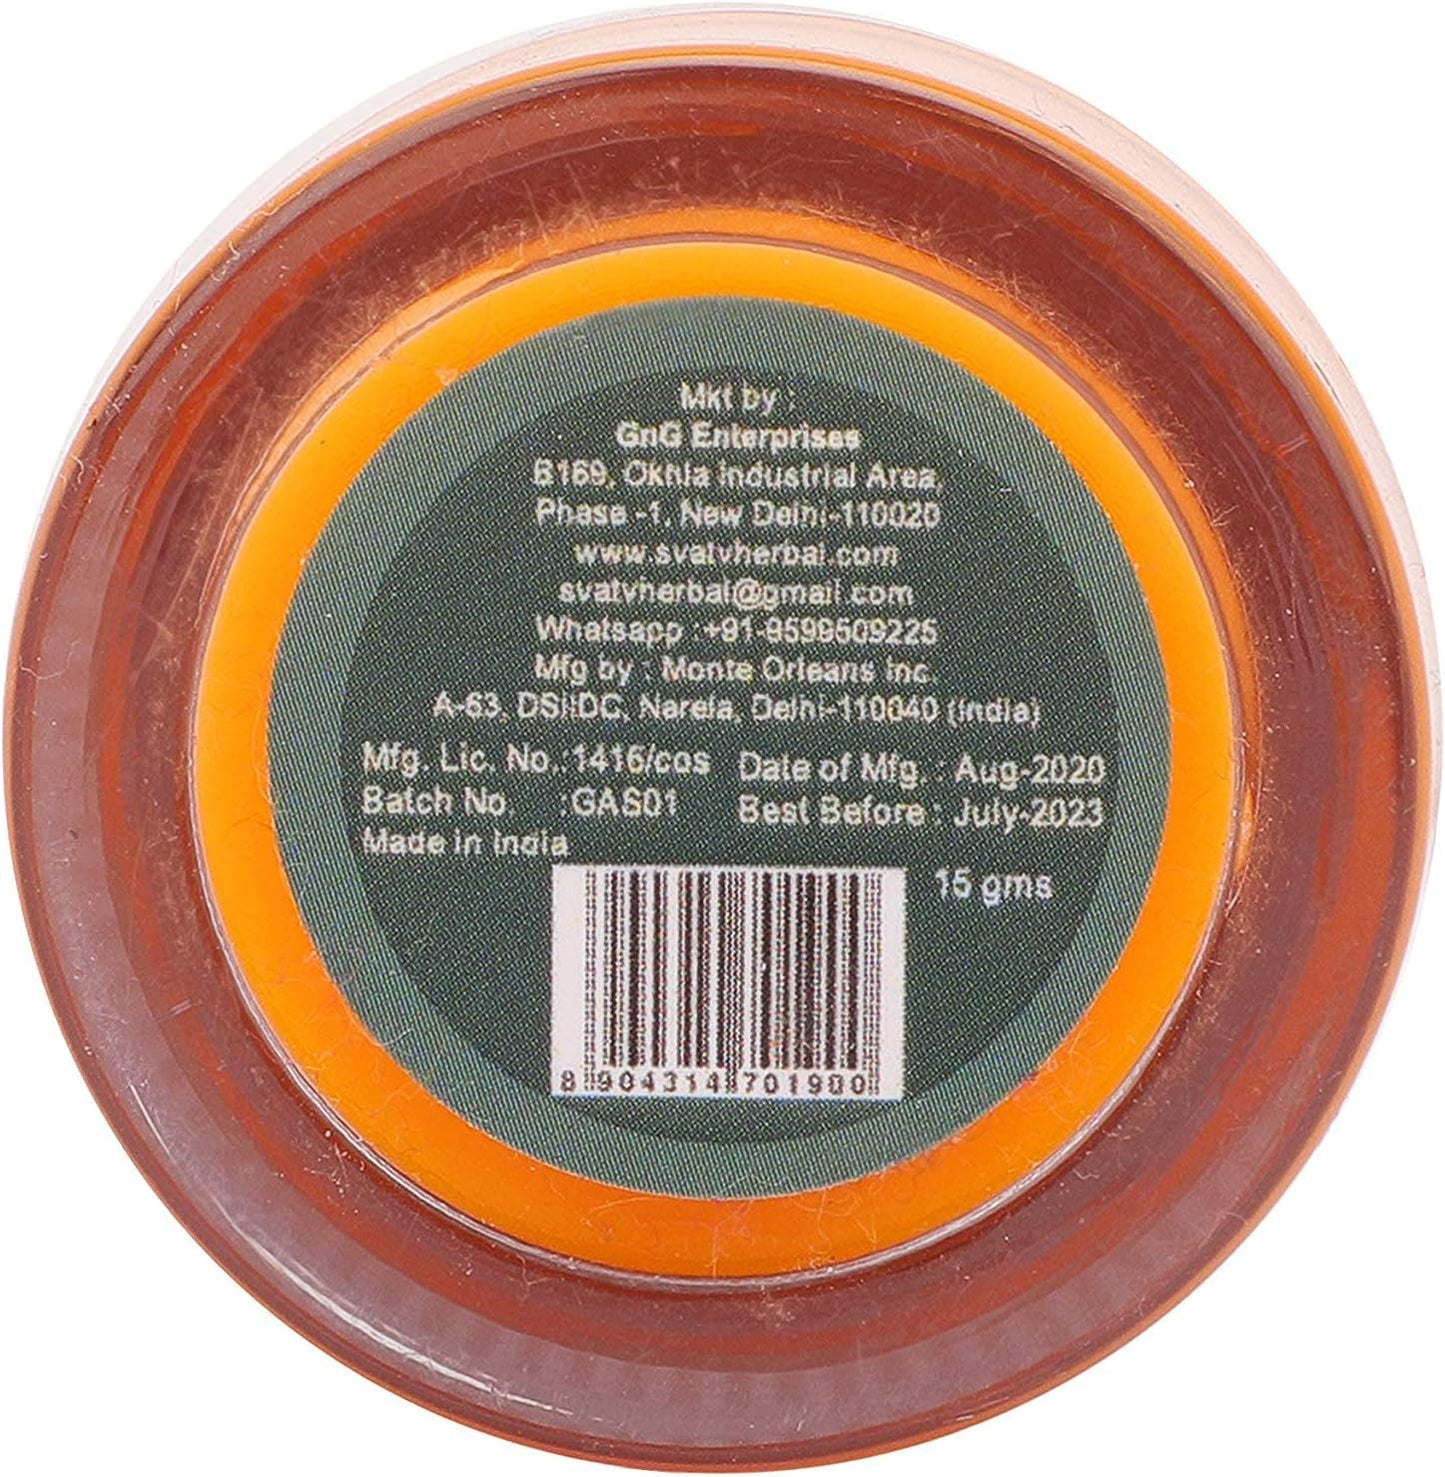 Mkt by :
GnG Enterprises
B169, Okhla Industrial Area,
Phase -1, New Delhi-110020
www.svatvherbal.com
svatvherbal@gmail.com
Whatsapp :+91-9599509225
Mfg by : Monte Orleans Inc.
A-63, DSIIDC, Narela, Delhi-110040 (India)
Mfg. Lic. No.:1416/cos
Batch No. :GAS01
Made in India
Date of Mfg. : Aug-2020
Best Before : July-2023
15 gms
8 904314 701900